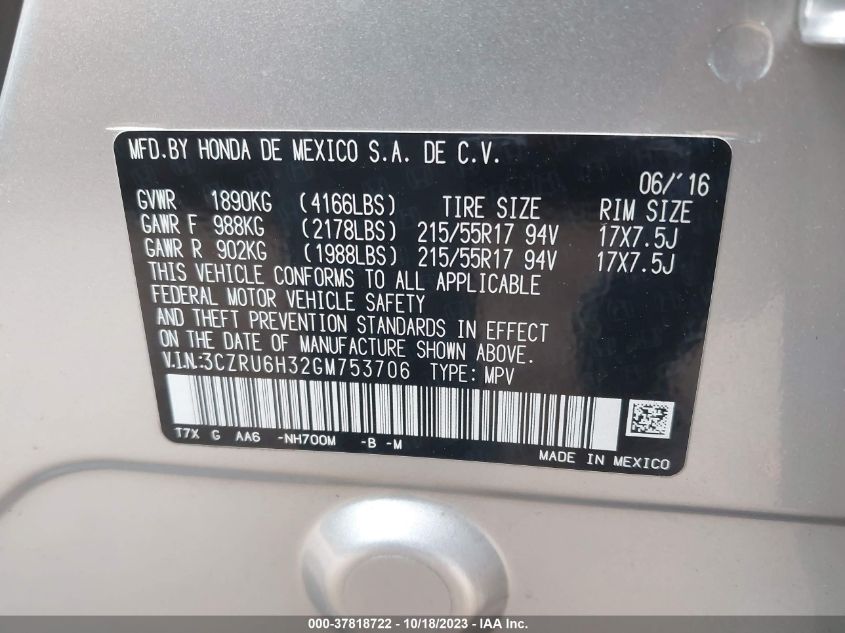 MFD.BY HONDA DE MEXICO S.A. DE C.V.
06/'16
GVWR 1890KG (4166LBS) TIRE SIZE RIM SIZE
GAWR F 988KG (2178LBS) 215/55R17 94V 17X7.5J
GAWR R 902KG (1988LBS) 215/55R17 94V 17X7.5J
THIS VEHICLE CONFORMS TO ALL APPLICABLE
FEDERAL MOTOR VEHICLE SAFETY
AND THEFT PREVENTION STANDARDS IN EFFECT
ON THE DATE OF MANUFACTURE SHOWN ABOVE.
V.I.N:3CZRU6H32GM753706 TYPE: MPV
T7X G AA6 -NH700M -B -M
MADE IN MEXICO
000-37818722 - 10/18/2023 - IAA Inc.